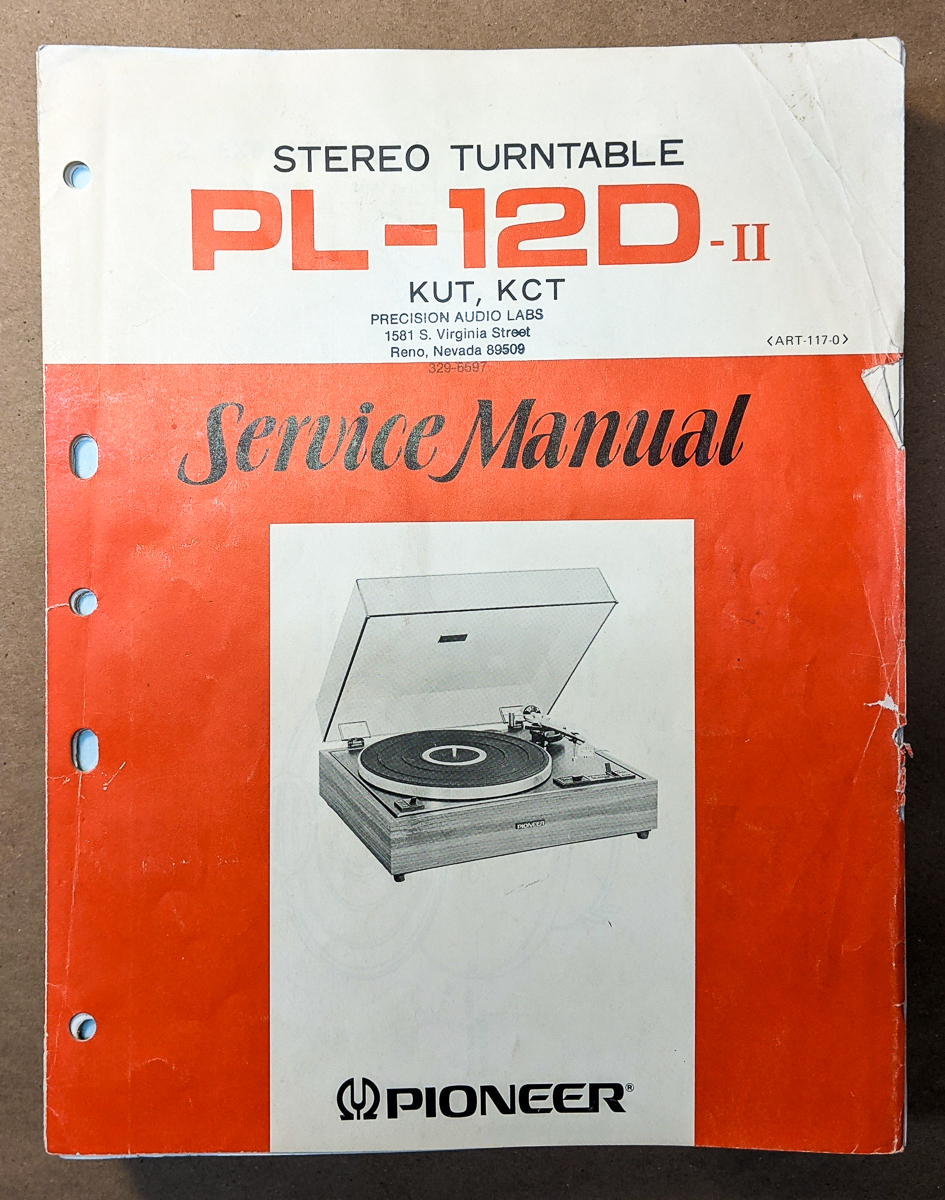 STEREO TURNTABLE
PL-12D-II
KUT, KCT
PRECISION AUDIO LABS
1581 S. Virginia Street
Reno, Nevada 89509
<ART-117-0>
329-6597
Service Manual
PIONEER
PIONEER®